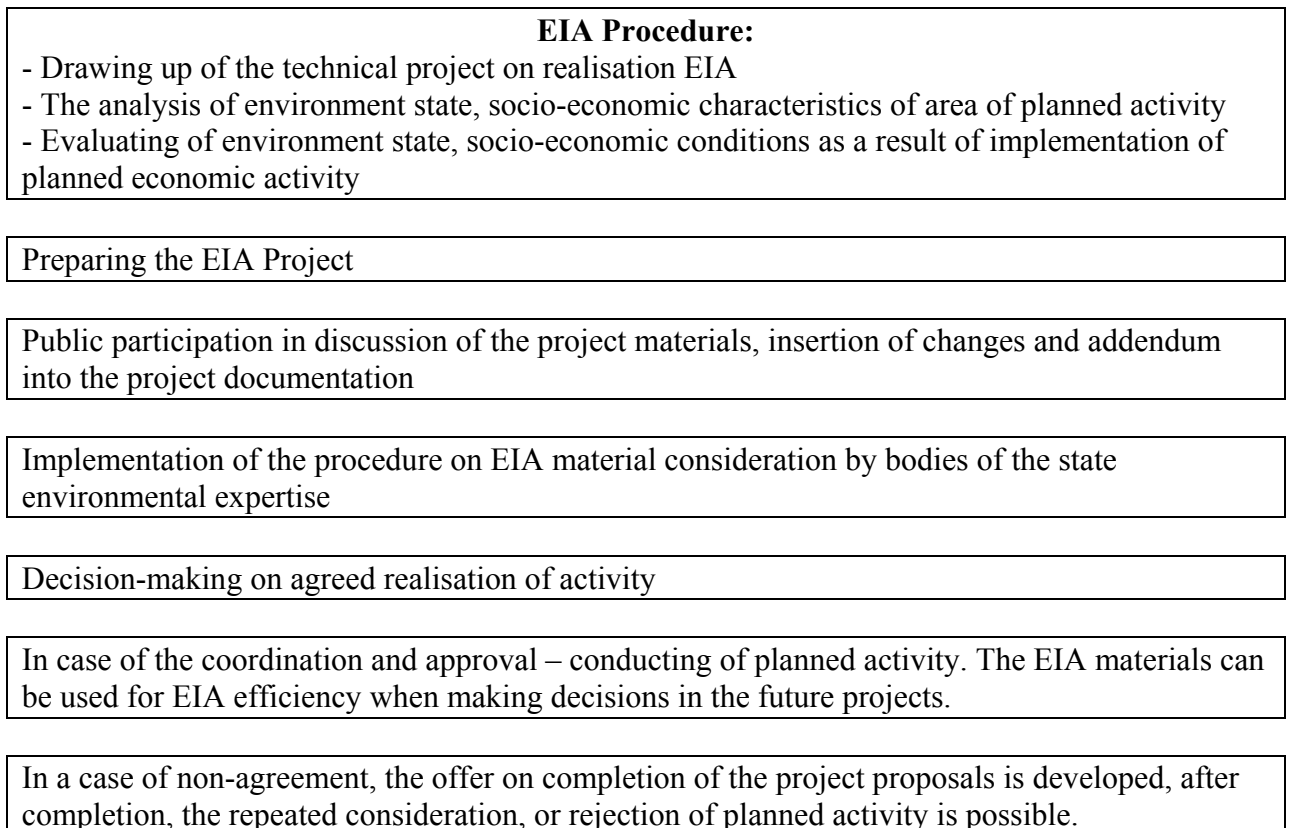 EIA Procedure:
- Drawing up of the technical project on realisation EIA
- The analysis of environment state, socio-economic characteristics of area of planned activity
- Evaluating of environment state, socio-economic conditions as a result of implementation of
planned economic activity
Preparing the EIA Project
Public participation in discussion of the project materials, insertion of changes and addendum
into the project documentation
Implementation of the procedure on EIA material consideration by bodies of the state
environmental expertise
Decision-making on agreed realisation of activity
In case of the coordination and approval – conducting of planned activity. The EIA materials can
be used for EIA efficiency when making decisions in the future projects.
In a case of non-agreement, the offer on completion of the project proposals is developed, after
completion, the repeated consideration, or rejection of planned activity is possible.